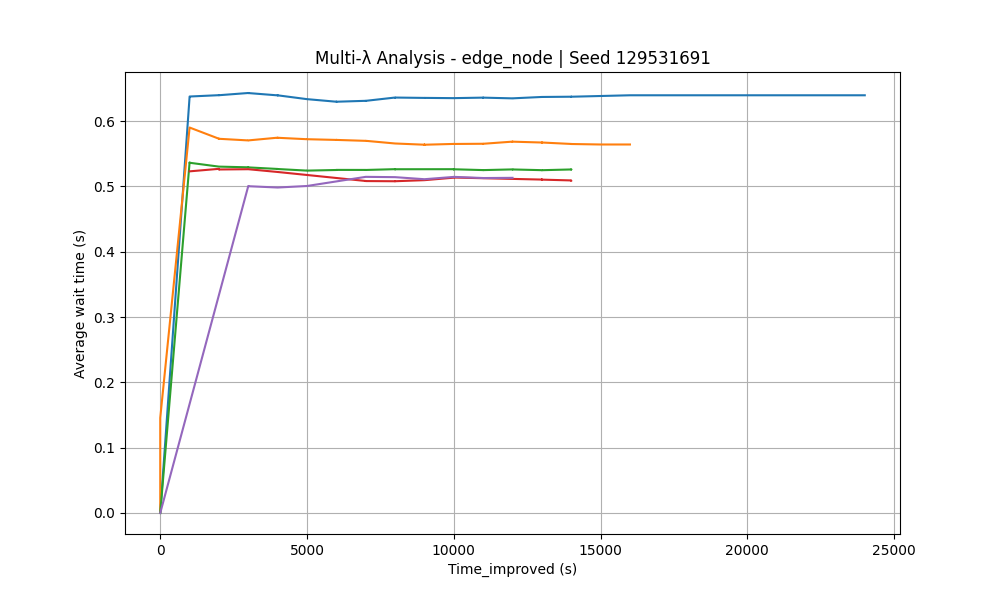 Multi-λ Analysis - edge_node | Seed 129531691
Average wait time (s)
0.6
0.5
0.4
0.3
0.2
0.1
0.0
0 5000 10000 15000 20000 25000
Time_improved (s)